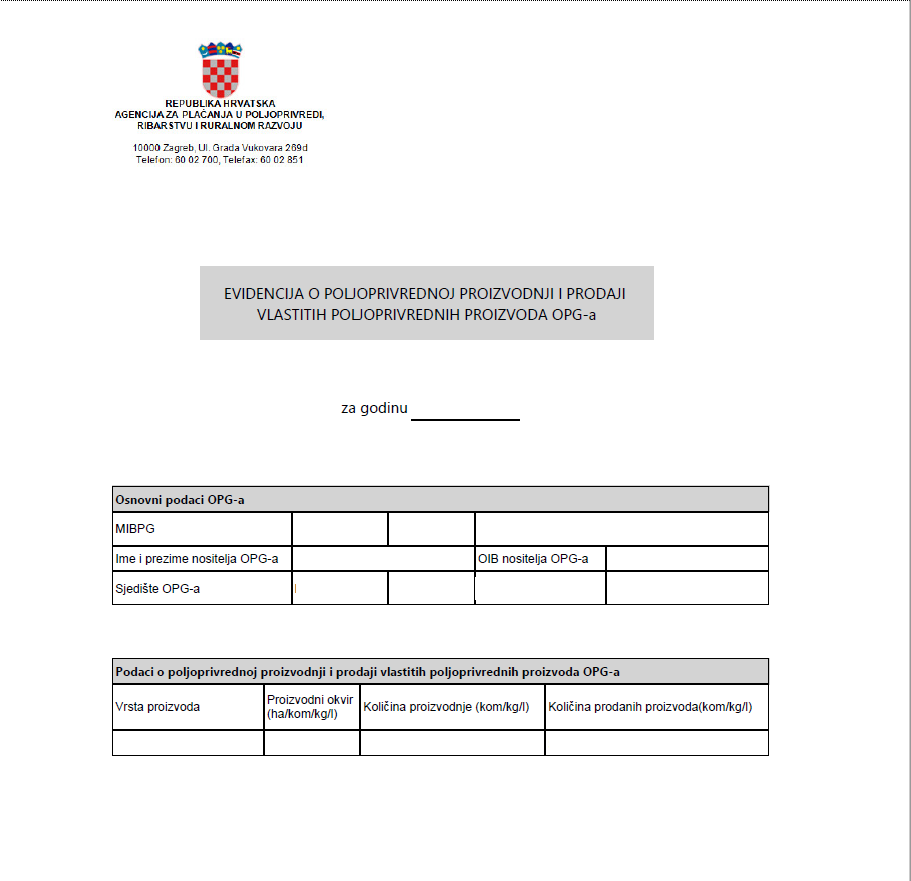 REPUBLIKA HRVATSKA
AGENCIJA ZA PLAĆANJA U POLJOPRIVREDI,
RIBARSTVU I RURALNOM RAZVOJU
10000 Zagreb, Ul. Grada Vukovara 269d
Telefon: 60 02 700, Telefax: 60 02 851
EVIDENCIJA O POLJOPRIVREDNOJ PROIZVODNJI I PRODAJI
VLASTITIH POLJOPRIVREDNIH PROIZVODA OPG-a
za godinu
Osnovni podaci OPG-a
MIBPG
Ime i prezime nositelja OPG-a
OIB nositelja OPG-a
Sjedište OPG-a
Podaci o poljoprivrednoj proizvodnji i prodaji vlastitih poljoprivrednih proizvoda OPG-a
Vrsta proizvoda
Proizvodni okvir
(ha/kom/kg/l)
Količina proizvodnje (kom/kg/l)
Količina prodanih proizvoda(kom/kg/l)